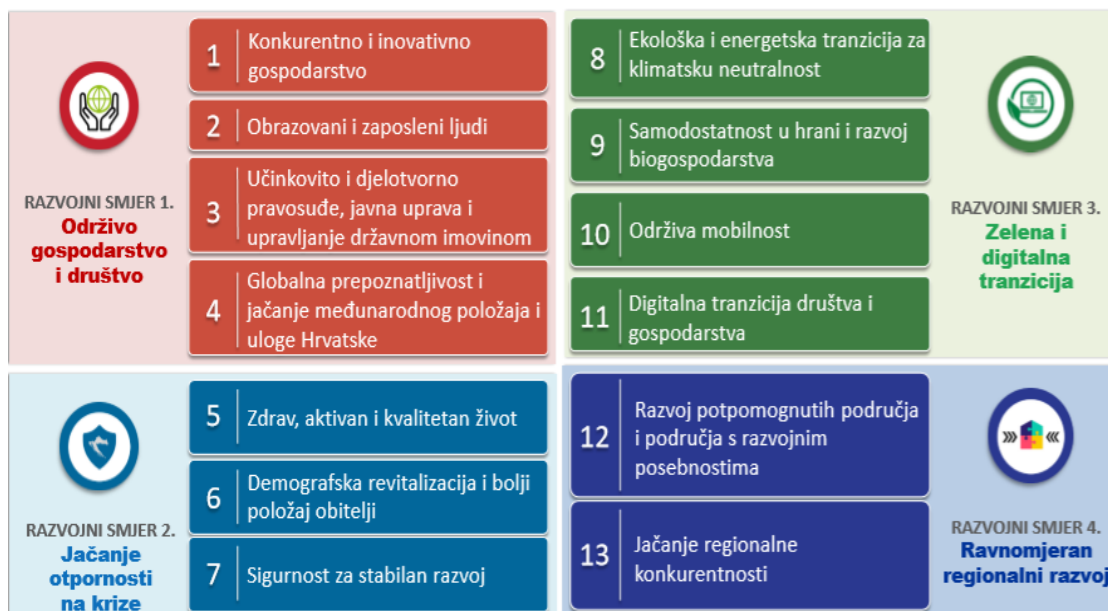 RAZVOJNI SMJER 1.
Održivo
gospodarstvo
i društvo
1
Konkurentno i inovativno
gospodarstvo
2
Obrazovani i zaposleni ljudi
3
Učinkovito i djelotvorno
pravosuđe, javna uprava i
upravljanje državnom imovinom
4
Globalna prepoznatljivost i
jačanje međunarodnog položaja i
uloge Hrvatske
8
Ekološka i energetska tranzicija za
klimatsku neutralnost
9
Samodostatnost u hrani i razvoj
biogospodarstva
10
Održiva mobilnost
11
Digitalna tranzicija društva i
gospodarstva
RAZVOJNI SMJER 3.
Zelena i
digitalna
tranzicija
RAZVOJNI SMJER 2.
Jačanje
otpornosti
na krize
5
Zdrav, aktivan i kvalitetan život
6
Demografska revitalizacija i bolji
položaj obitelji
7
Sigurnost za stabilan razvoj
12
Razvoj potpomognutih područja
i područja s razvojnim
posebnostima
13
Jačanje regionalne
konkurentnosti
RAZVOJNI SMJER 4.
Ravnomjeran
regionalni razvoj